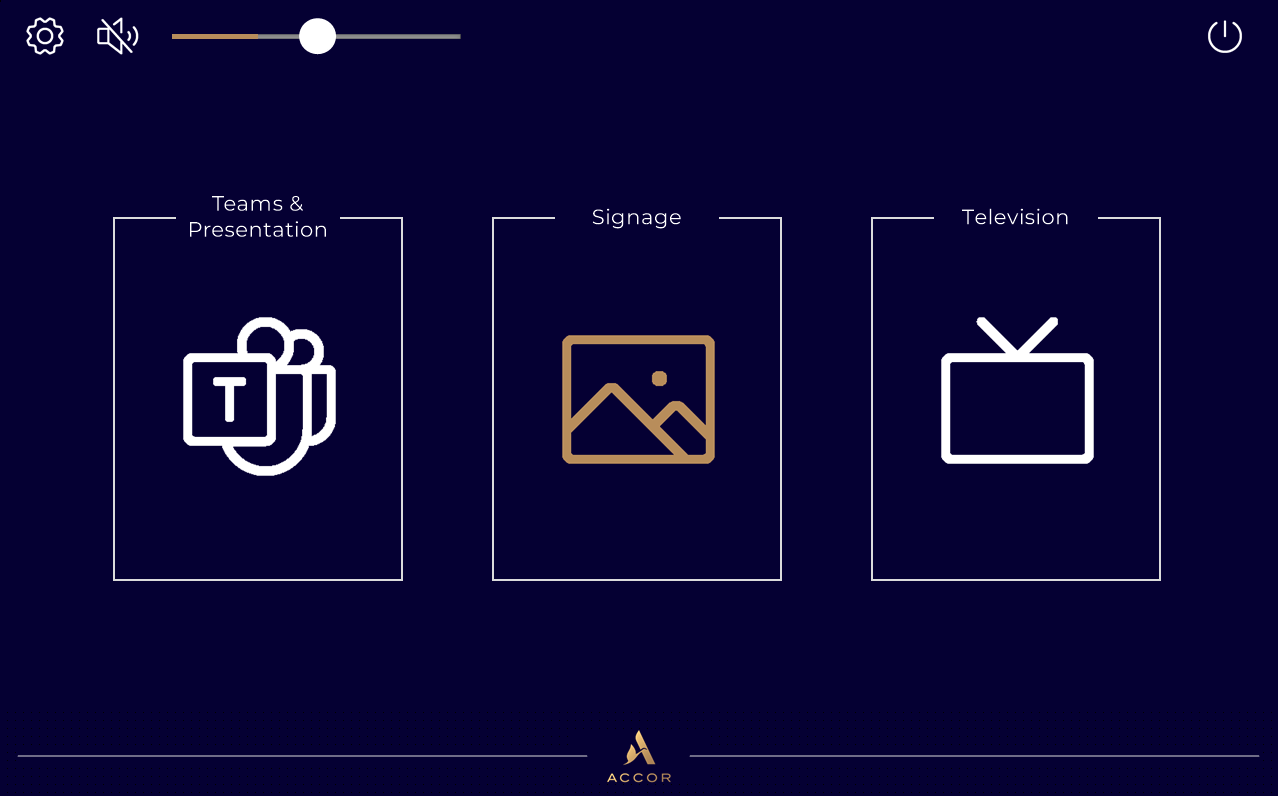 Teams &
Presentation
Signage
Television
T
ACCOR